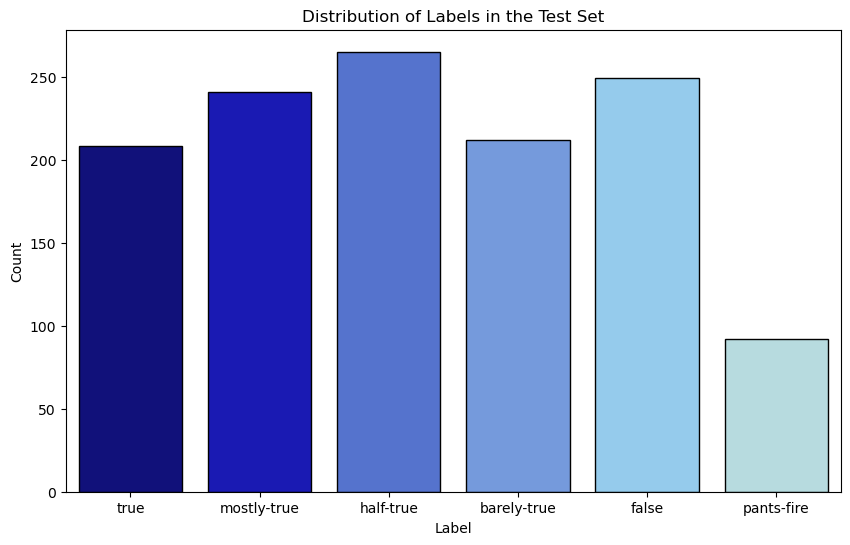 Distribution of Labels in the Test Set
Count
250
200
150
100
50
0
true mostly-true half-true barely-true false pants-fire
Label